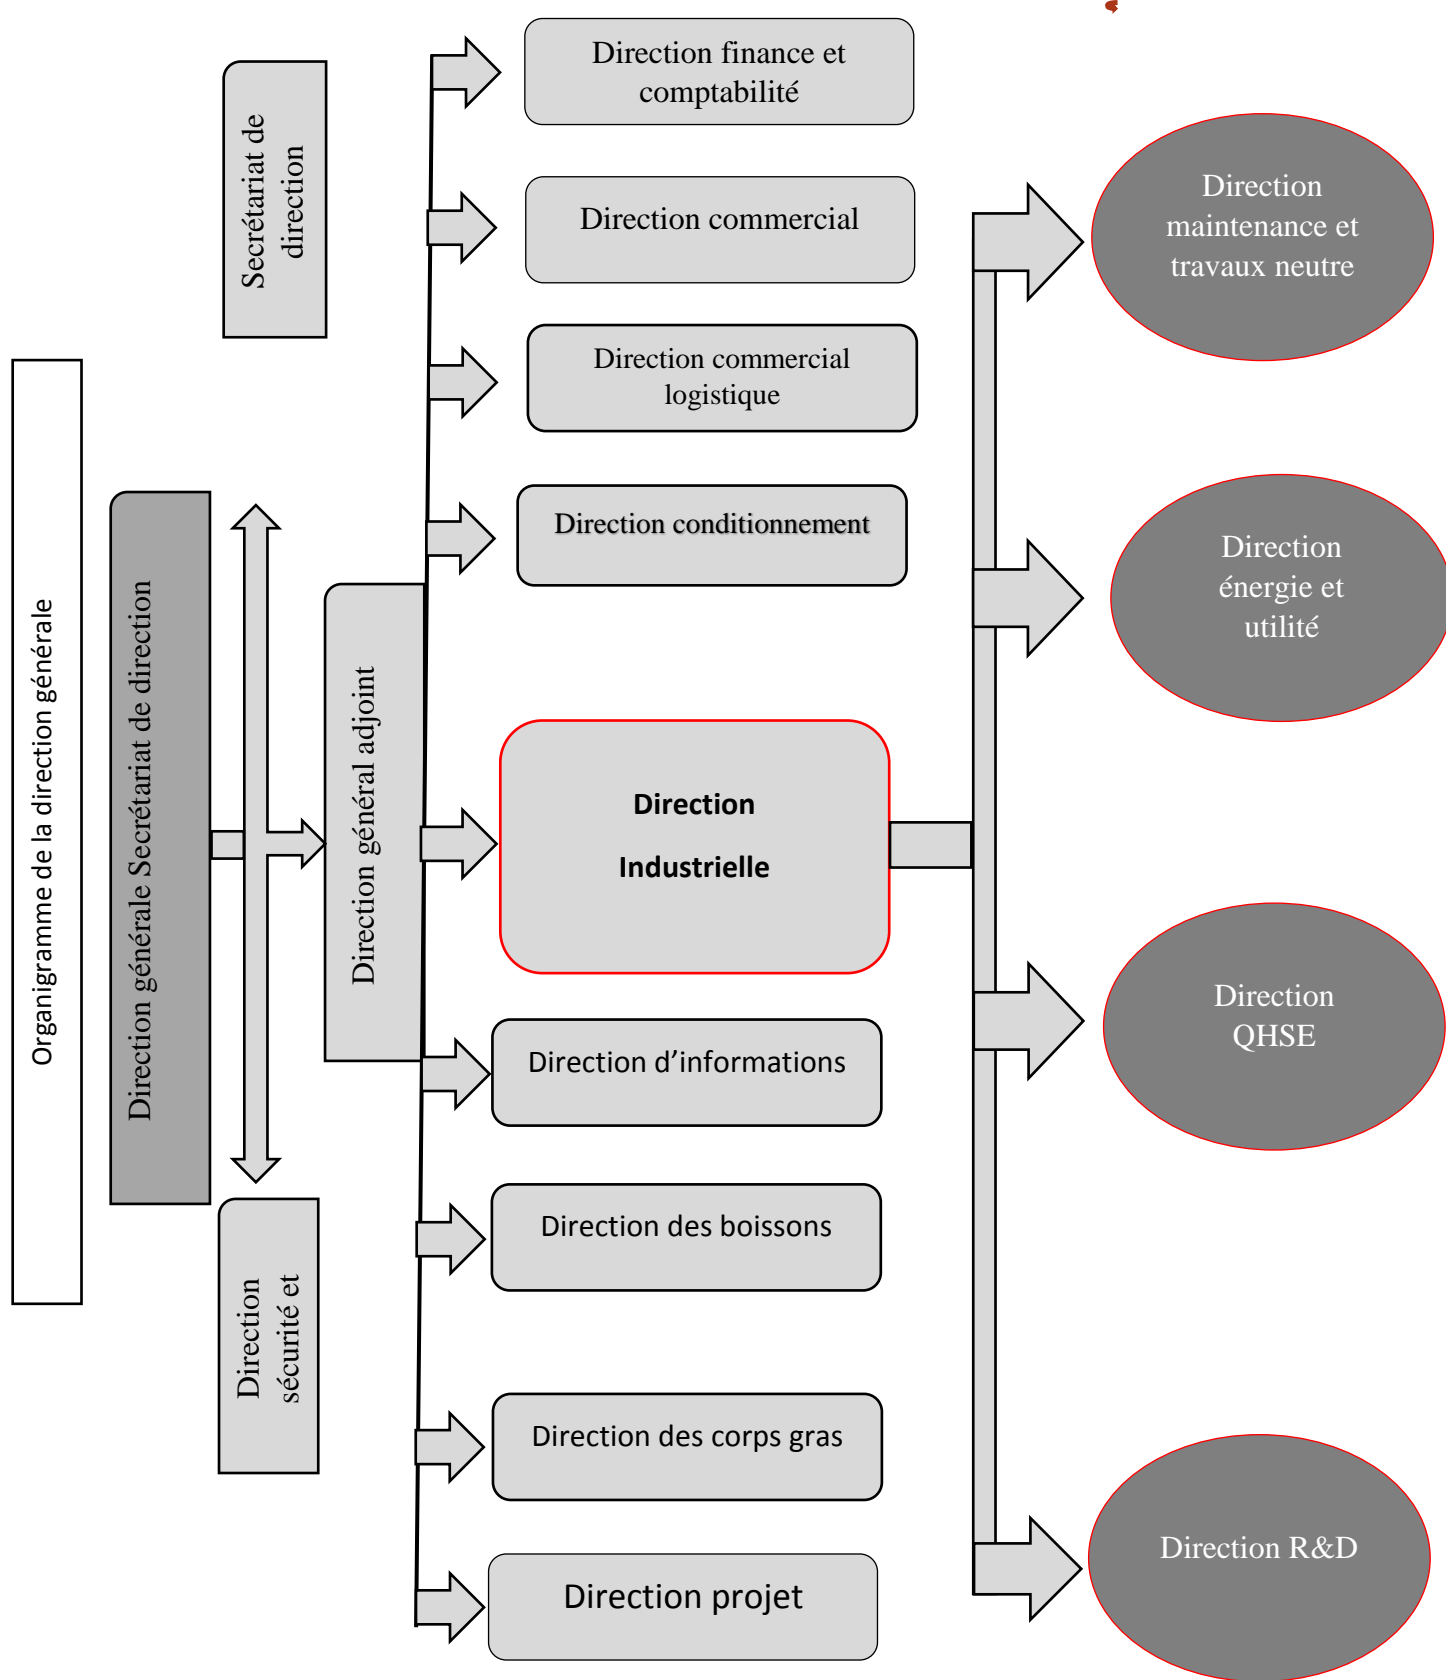 Organigramme de la direction générale
Direction générale Secrétariat de direction
Secrétariat de
direction
Direction
sécurité et
Direction général adjoint
Direction finance et
comptabilité
Direction commercial
Direction commercial
logistique
Direction conditionnement
Direction
Industrielle
Direction d’informations
Direction des boissons
Direction des corps gras
Direction projet
Direction
maintenance et
travaux neutre
Direction
énergie et
utilité
Direction
QHSE
Direction R&D